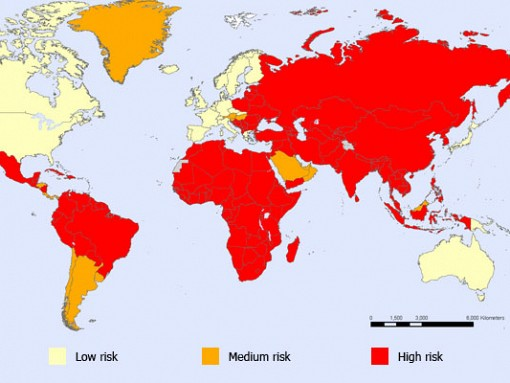 0 1,500 3,000 6,000 Kilometers
Low risk
Medium risk
High risk